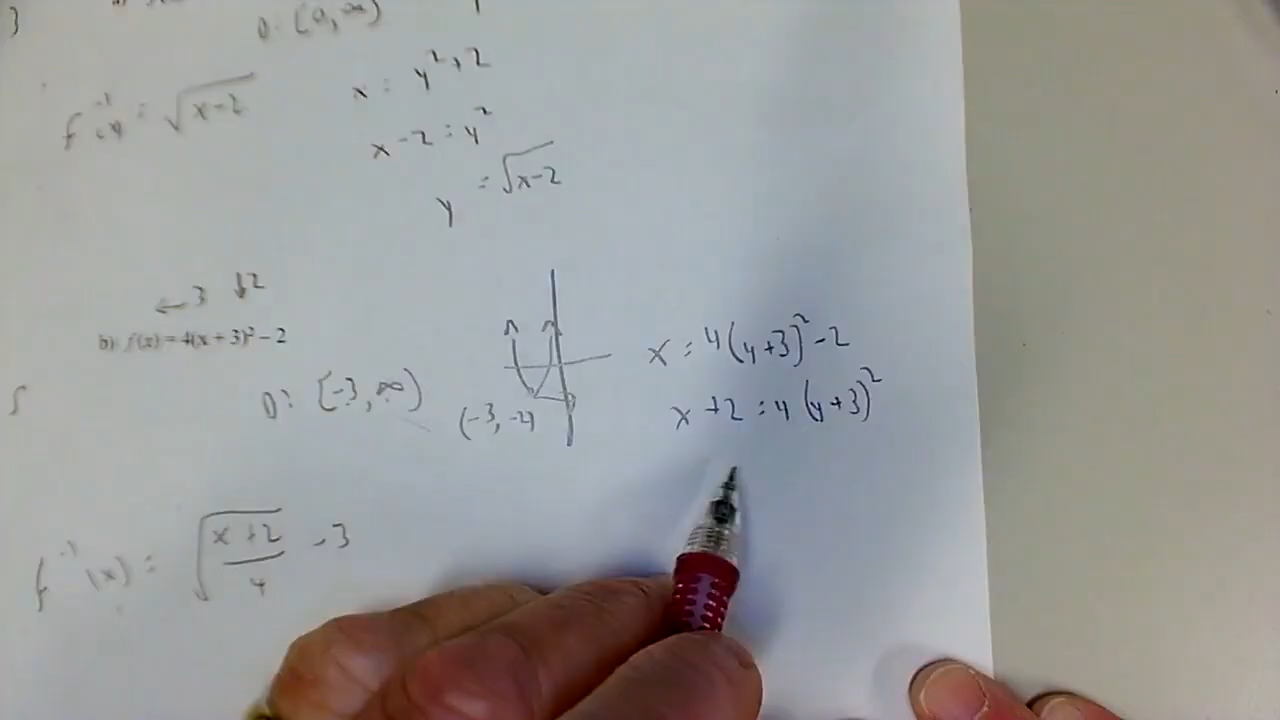 D: [0, ∞)
x = y² + 2
f⁻¹(x) = √(x-2)
x - 2 = y²
y = √(x-2)
← 3 ↓2
b) f(x) = 4(x + 3)² − 2
x = 4(y+3)² - 2
D: [-3, ∞)
(-3, -2)
x + 2 = 4(y+3)²
f⁻¹(x) = √((x+2)/4) - 3